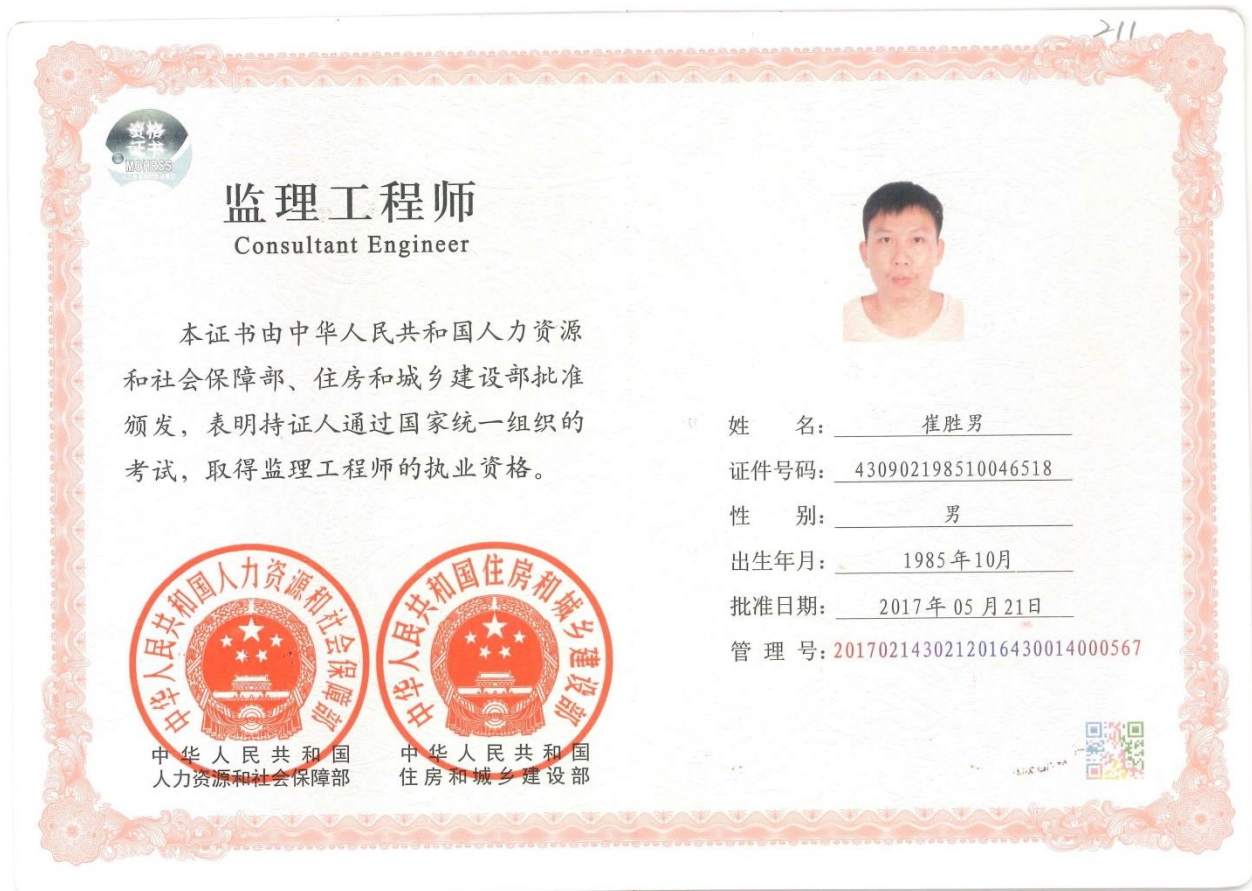 211
资格
证书
MOHRSS
监理工程师
Consultant Engineer
本证书由中华人民共和国人力资源
和社会保障部、住房和城乡建设部批准
颁发，表明持证人通过国家统一组织的
考试，取得监理工程师的执业资格。
中华人民共和国人力资源和社会保障部
中华人民共和国
人力资源和社会保障部
中华人民共和国住房和城乡建设部
中华人民共和国
住房和城乡建设部
姓 名：崔胜男
证件号码：430902198510046518
性 别：男
出生年月：1985年10月
批准日期：2017年05月21日
管 理 号：2017021430212016430014000567